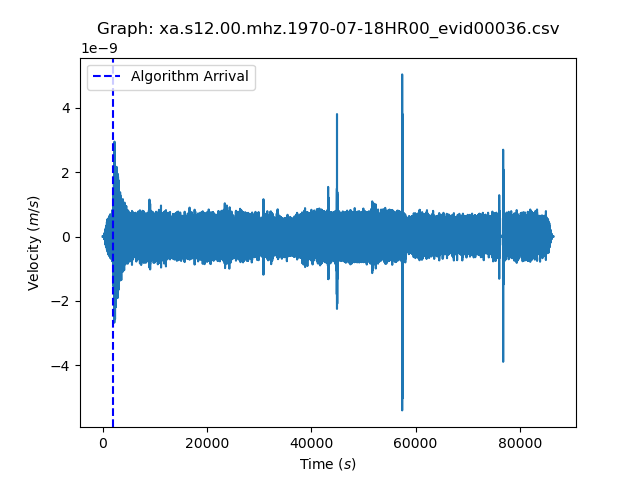 Graph: xa.s12.00.mhz.1970-07-18HR00_evid00036.csv
1e−9
Algorithm Arrival
4
2
0
−2
−4
Velocity (m/s)
0 20000 40000 60000 80000
Time (s)